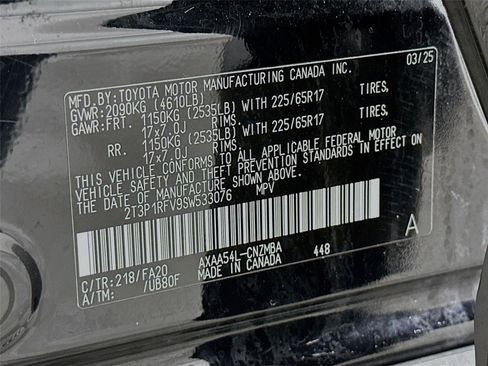 MFD. BY: TOYOTA MOTOR MANUFACTURING CANADA INC. 03/25
GVWR: 2090KG (4610LB)
GAWR: FRT. 1150KG (2535LB) WITH 225/65R17 TIRES,
17x7.0J RIMS,
RR. 1150KG (2535LB) WITH 225/65R17 TIRES,
17x7.0J RIMS,
THIS VEHICLE CONFORMS TO ALL APPLICABLE FEDERAL MOTOR
VEHICLE SAFETY AND THEFT PREVENTION STANDARDS IN EFFECT
ON THE DATE OF MANUFACTURE SHOWN ABOVE.
2T3P1RFV9SW533076 MPV
C/TR: 218/FA20 AXAA54L-CNZMBA 448 A
A/TM: /UB80F MADE IN CANADA